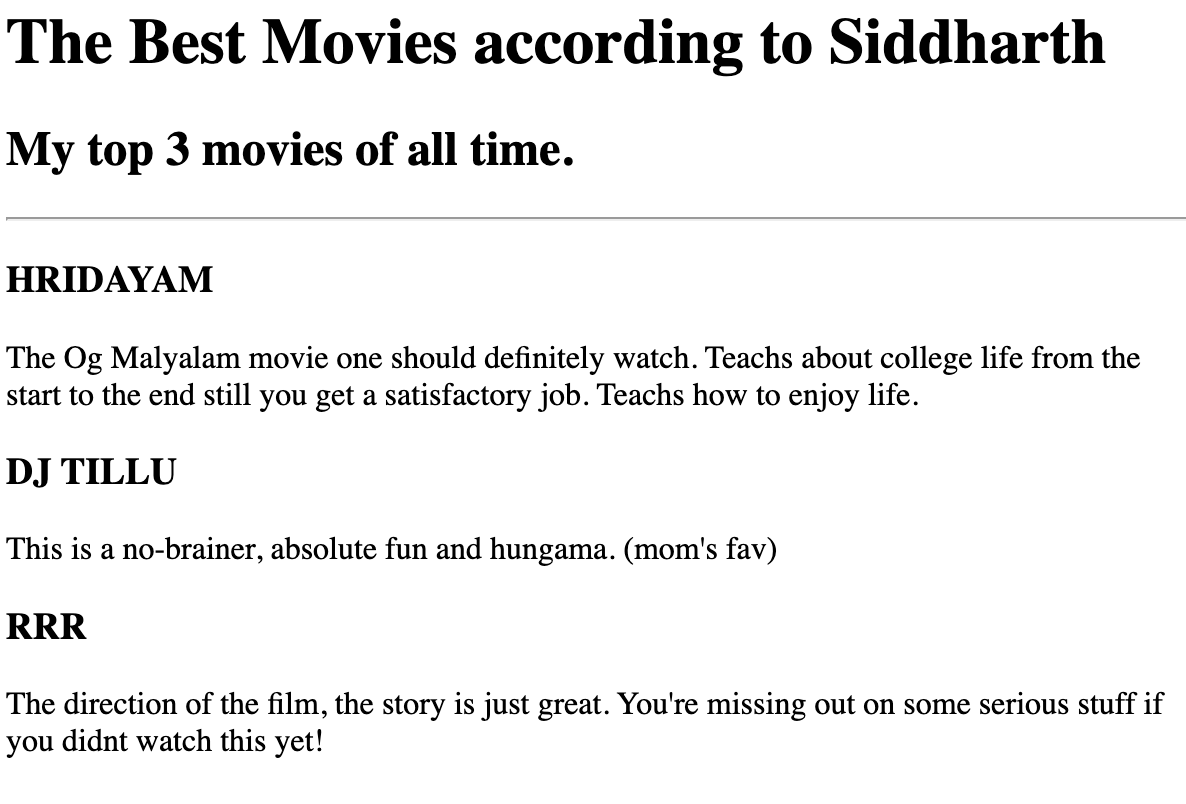 The Best Movies according to Siddharth
My top 3 movies of all time.
HRIDAYAM
The Og Malyalam movie one should definitely watch. Teachs about college life from the
start to the end still you get a satisfactory job. Teachs how to enjoy life.
DJ TILLU
This is a no-brainer, absolute fun and hungama. (mom's fav)
RRR
The direction of the film, the story is just great. You're missing out on some serious stuff if
you didnt watch this yet!